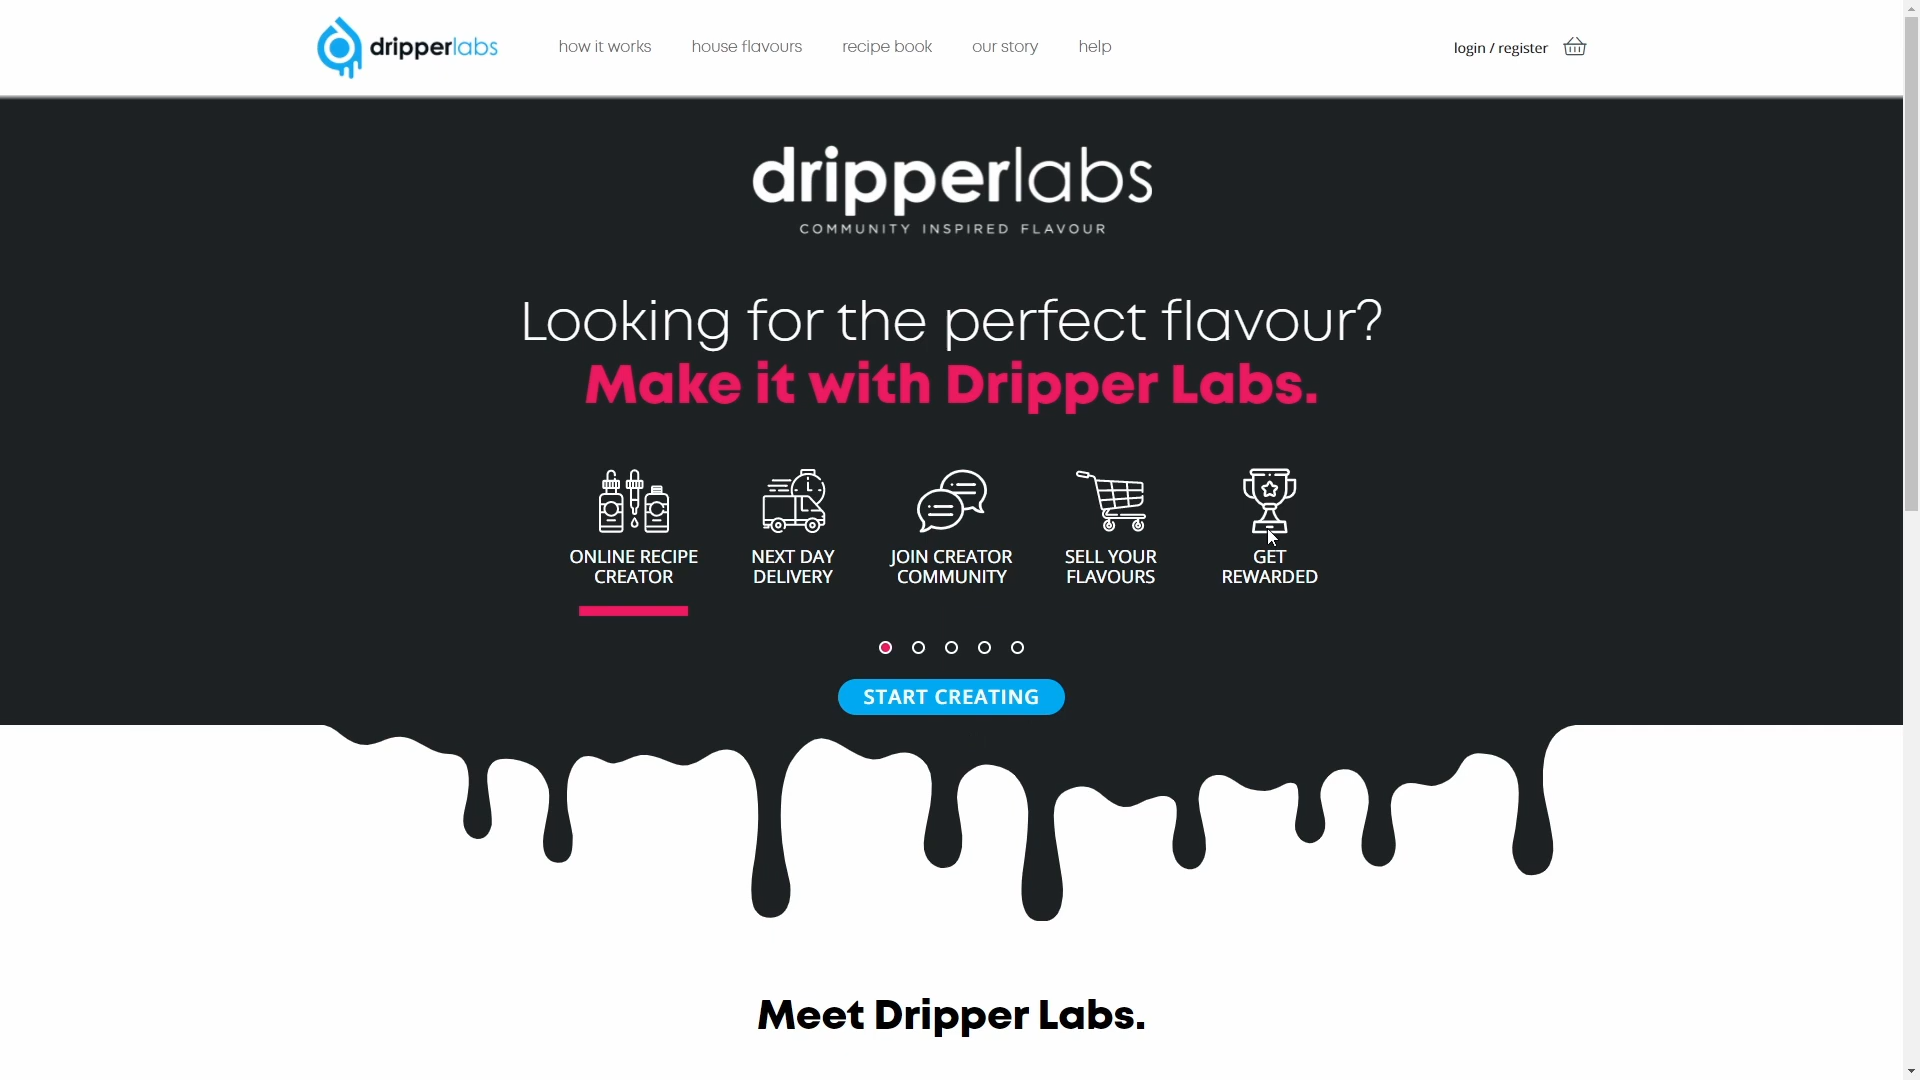 dripperlabs
how it works
house flavours
recipe book
our story
help
login / register
dripperlabs
COMMUNITY INSPIRED FLAVOUR
Looking for the perfect flavour?
Make it with Dripper Labs.
ONLINE RECIPE
CREATOR
NEXT DAY
DELIVERY
JOIN CREATOR
COMMUNITY
SELL YOUR
FLAVOURS
GET
REWARDED
START CREATING
Meet Dripper Labs.